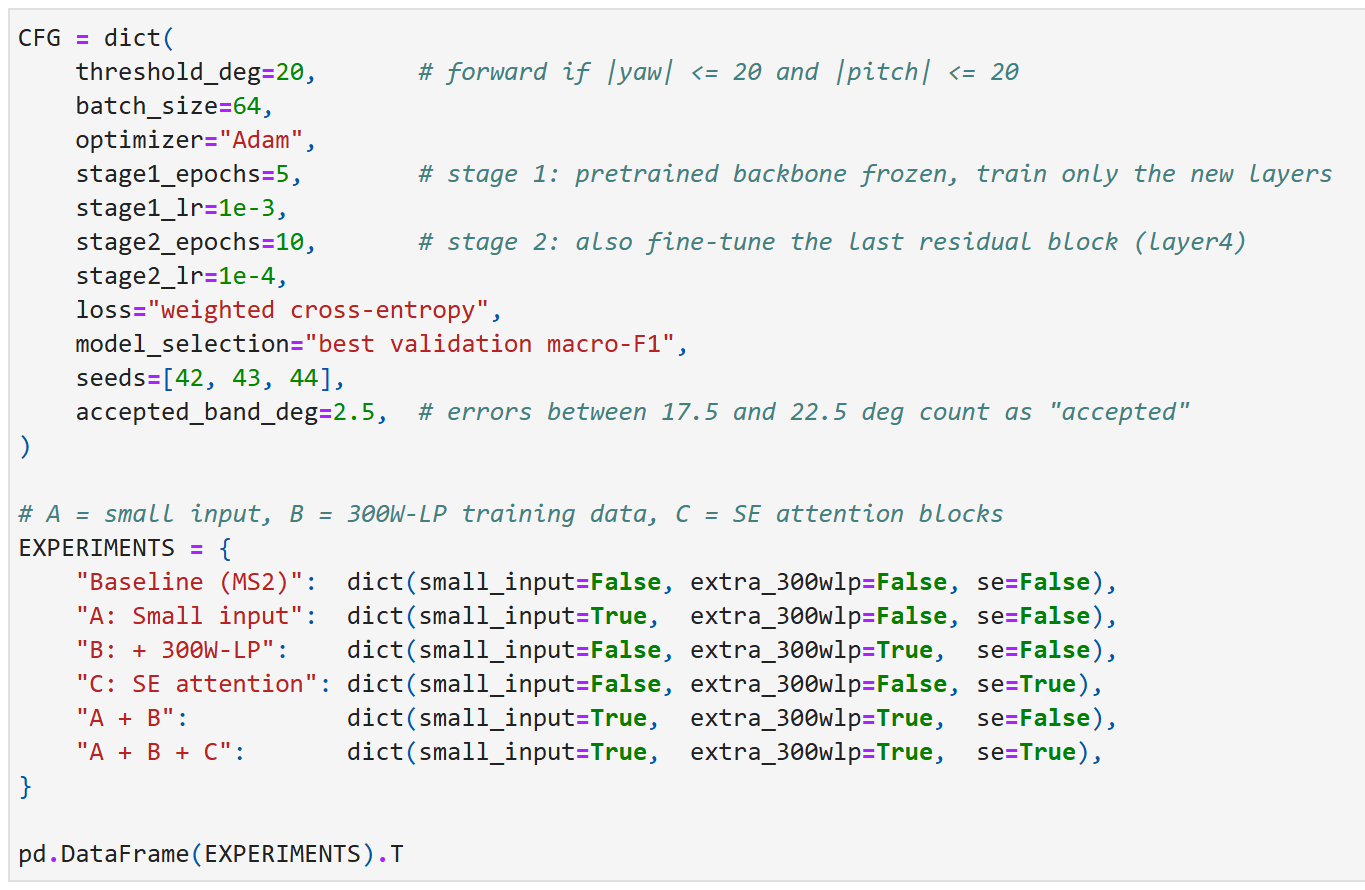 CFG = dict(
    threshold_deg=20,       # forward if |yaw| <= 20 and |pitch| <= 20
    batch_size=64,
    optimizer="Adam",
    stage1_epochs=5,        # stage 1: pretrained backbone frozen, train only the new layers
    stage1_lr=1e-3,
    stage2_epochs=10,       # stage 2: also fine-tune the last residual block (layer4)
    stage2_lr=1e-4,
    loss="weighted cross-entropy",
    model_selection="best validation macro-F1",
    seeds=[42, 43, 44],
    accepted_band_deg=2.5,  # errors between 17.5 and 22.5 deg count as "accepted"
)

# A = small input, B = 300W-LP training data, C = SE attention blocks
EXPERIMENTS = {
    "Baseline (MS2)":  dict(small_input=False, extra_300wlp=False, se=False),
    "A: Small input":  dict(small_input=True,  extra_300wlp=False, se=False),
    "B: + 300W-LP":    dict(small_input=False, extra_300wlp=True,  se=False),
    "C: SE attention": dict(small_input=False, extra_300wlp=False, se=True),
    "A + B":           dict(small_input=True,  extra_300wlp=True,  se=False),
    "A + B + C":       dict(small_input=True,  extra_300wlp=True,  se=True),
}

pd.DataFrame(EXPERIMENTS).T